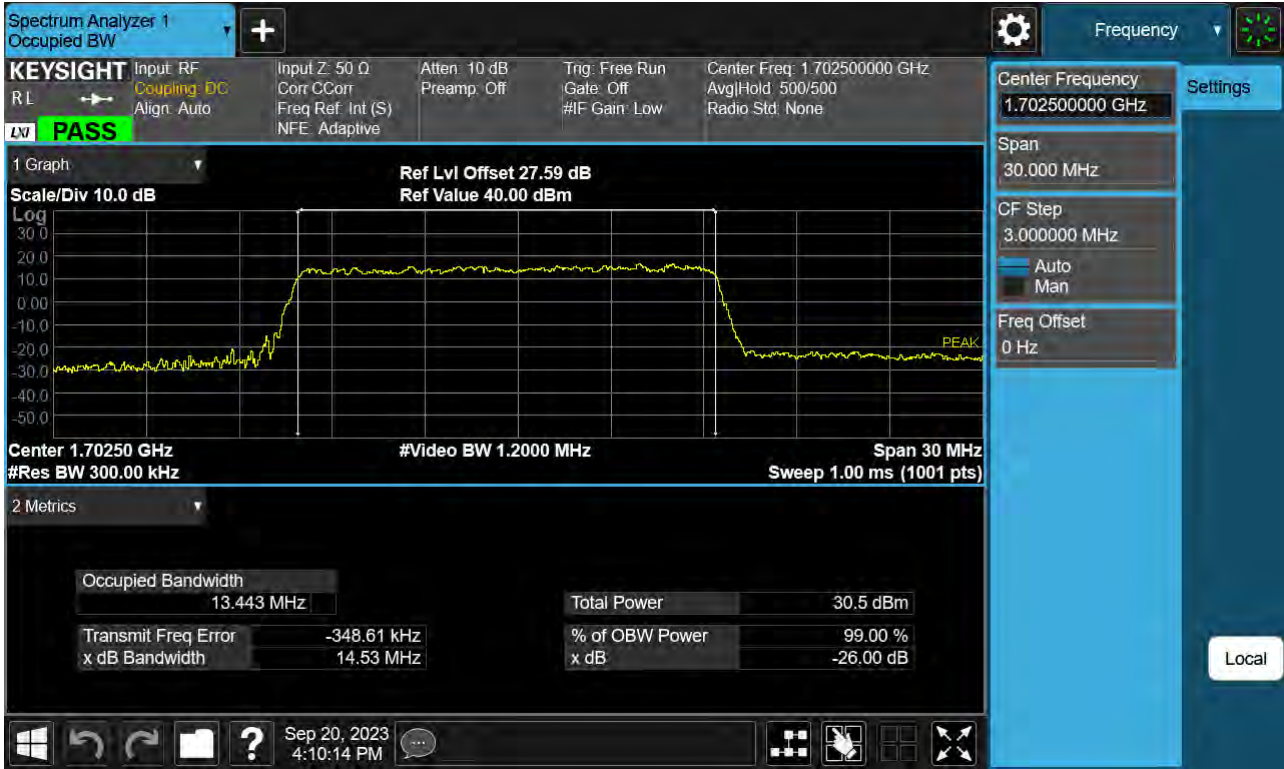 Spectrum Analyzer 1
Occupied BW
Frequency
KEYSIGHT
RL
LXI
PASS
Input: RF
Coupling: DC
Align: Auto
Input Z: 50 Ω
Corr CCorr
Freq Ref: Int (S)
NFE: Adaptive
Atten: 10 dB
Preamp: Off
Trig: Free Run
Gate: Off
#IF Gain: Low
Center Freq: 1.702500000 GHz
Avg|Hold: 500/500
Radio Std: None
Center Frequency
1.702500000 GHz
Settings
Span
30.000 MHz
CF Step
3.000000 MHz
Auto
Man
Freq Offset
0 Hz
1 Graph
Scale/Div 10.0 dB
Ref Lvl Offset 27.59 dB
Ref Value 40.00 dBm
Log
30.0
20.0
10.0
0.00
-10.0
-20.0
-30.0
-40.0
-50.0
PEAK
Center 1.70250 GHz
#Video BW 1.2000 MHz
Span 30 MHz
#Res BW 300.00 kHz
Sweep 1.00 ms (1001 pts)
2 Metrics
Occupied Bandwidth
13.443 MHz
Total Power 30.5 dBm
Transmit Freq Error -348.61 kHz
% of OBW Power 99.00 %
x dB Bandwidth 14.53 MHz
x dB -26.00 dB
Local
?
Sep 20, 2023
4:10:14 PM